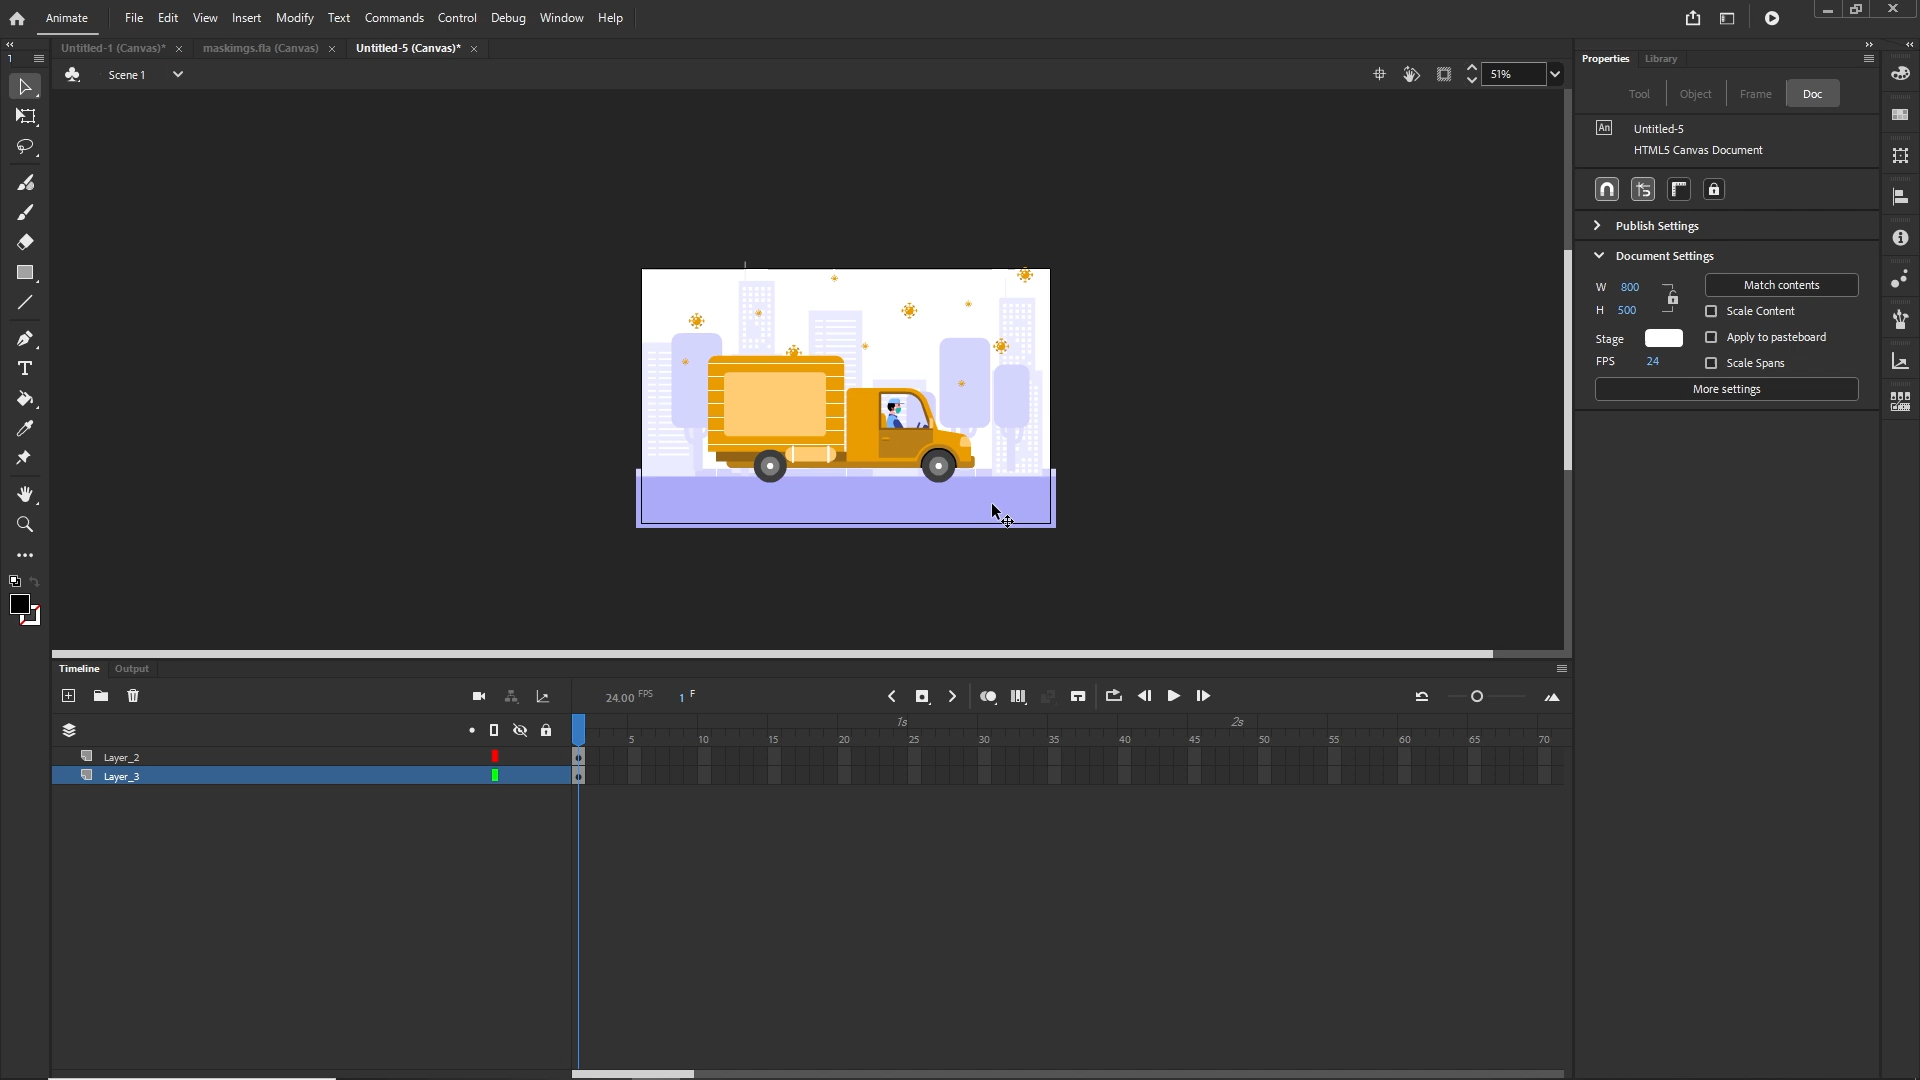 Animate File Edit View Insert Modify Text Commands Control Debug Window Help
Untitled-1 (Canvas)* maskimgs.fla (Canvas) Untitled-5 (Canvas)*
Scene 1 51%
Properties Library
Tool Object Frame Doc
An Untitled-5
HTML5 Canvas Document
Publish Settings
Document Settings
W 800 Match contents
H 500 Scale Content
Stage Apply to pasteboard
FPS 24 Scale Spans
More settings
T
Timeline Output
24.00 FPS 1 F
1s 2s
5 10 15 20 25 30 35 40 45 50 55 60 65 70
Layer_2
Layer_3